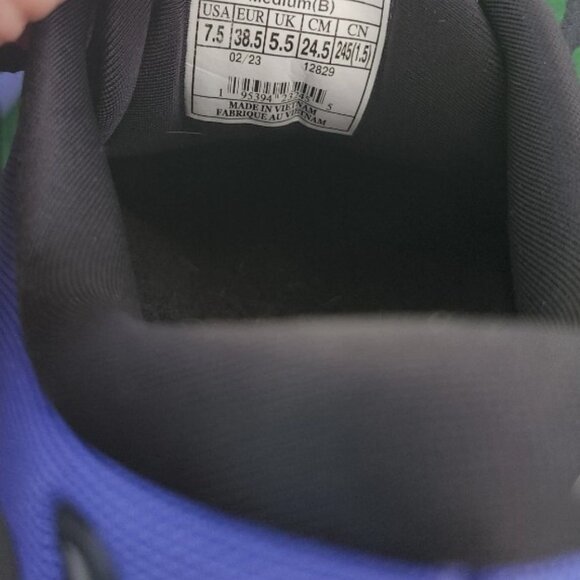 Medium(B)
USA EUR UK CM CN
7.5 38.5 5.5 24.5 245(1.5)
02/23 12829
MADE IN VIETNAM
FABRIQUE AU VIETNAM